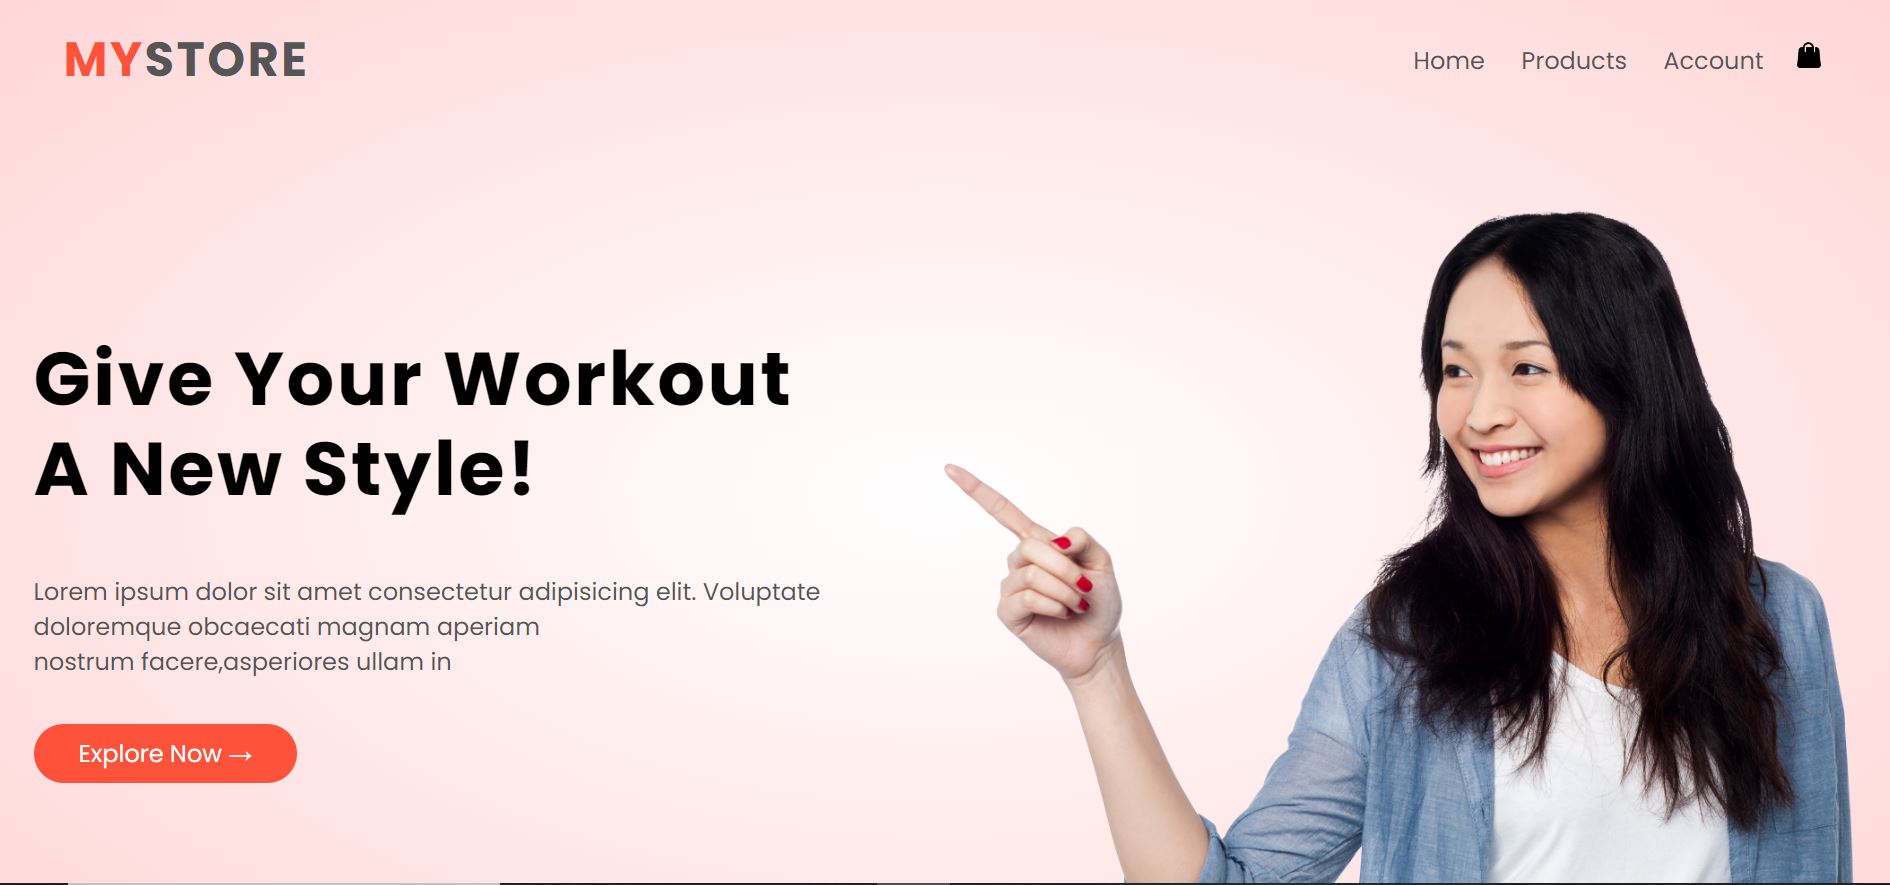 MYSTORE
Home Products Account
Give Your Workout
A New Style!
Lorem ipsum dolor sit amet consectetur adipisicing elit. Voluptate
doloremque obcaecati magnam aperiam
nostrum facere,asperiores ullam in
Explore Now →